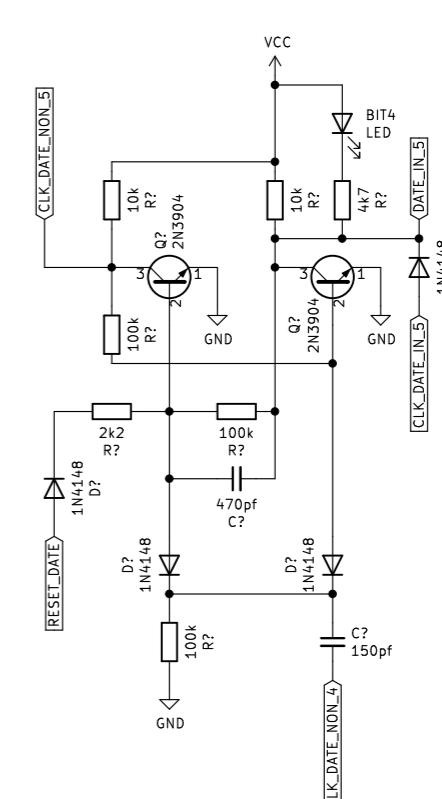 VCC
CLK_DATE_NON_5
BIT4
LED
DATE_IN_5
10k
R?
Q?
2N3904
10k
R?
4k7
R?
3
1
2
3
1
2
1N4148
100k
R?
GND
Q?
2N3904
GND
CLK_DATE_IN_5
2k2
R?
100k
R?
1N4148
D?
470pf
C?
RESET_DATE
D?
1N4148
D?
1N4148
100k
R?
C?
150pf
GND
LK_DATE_NON_4